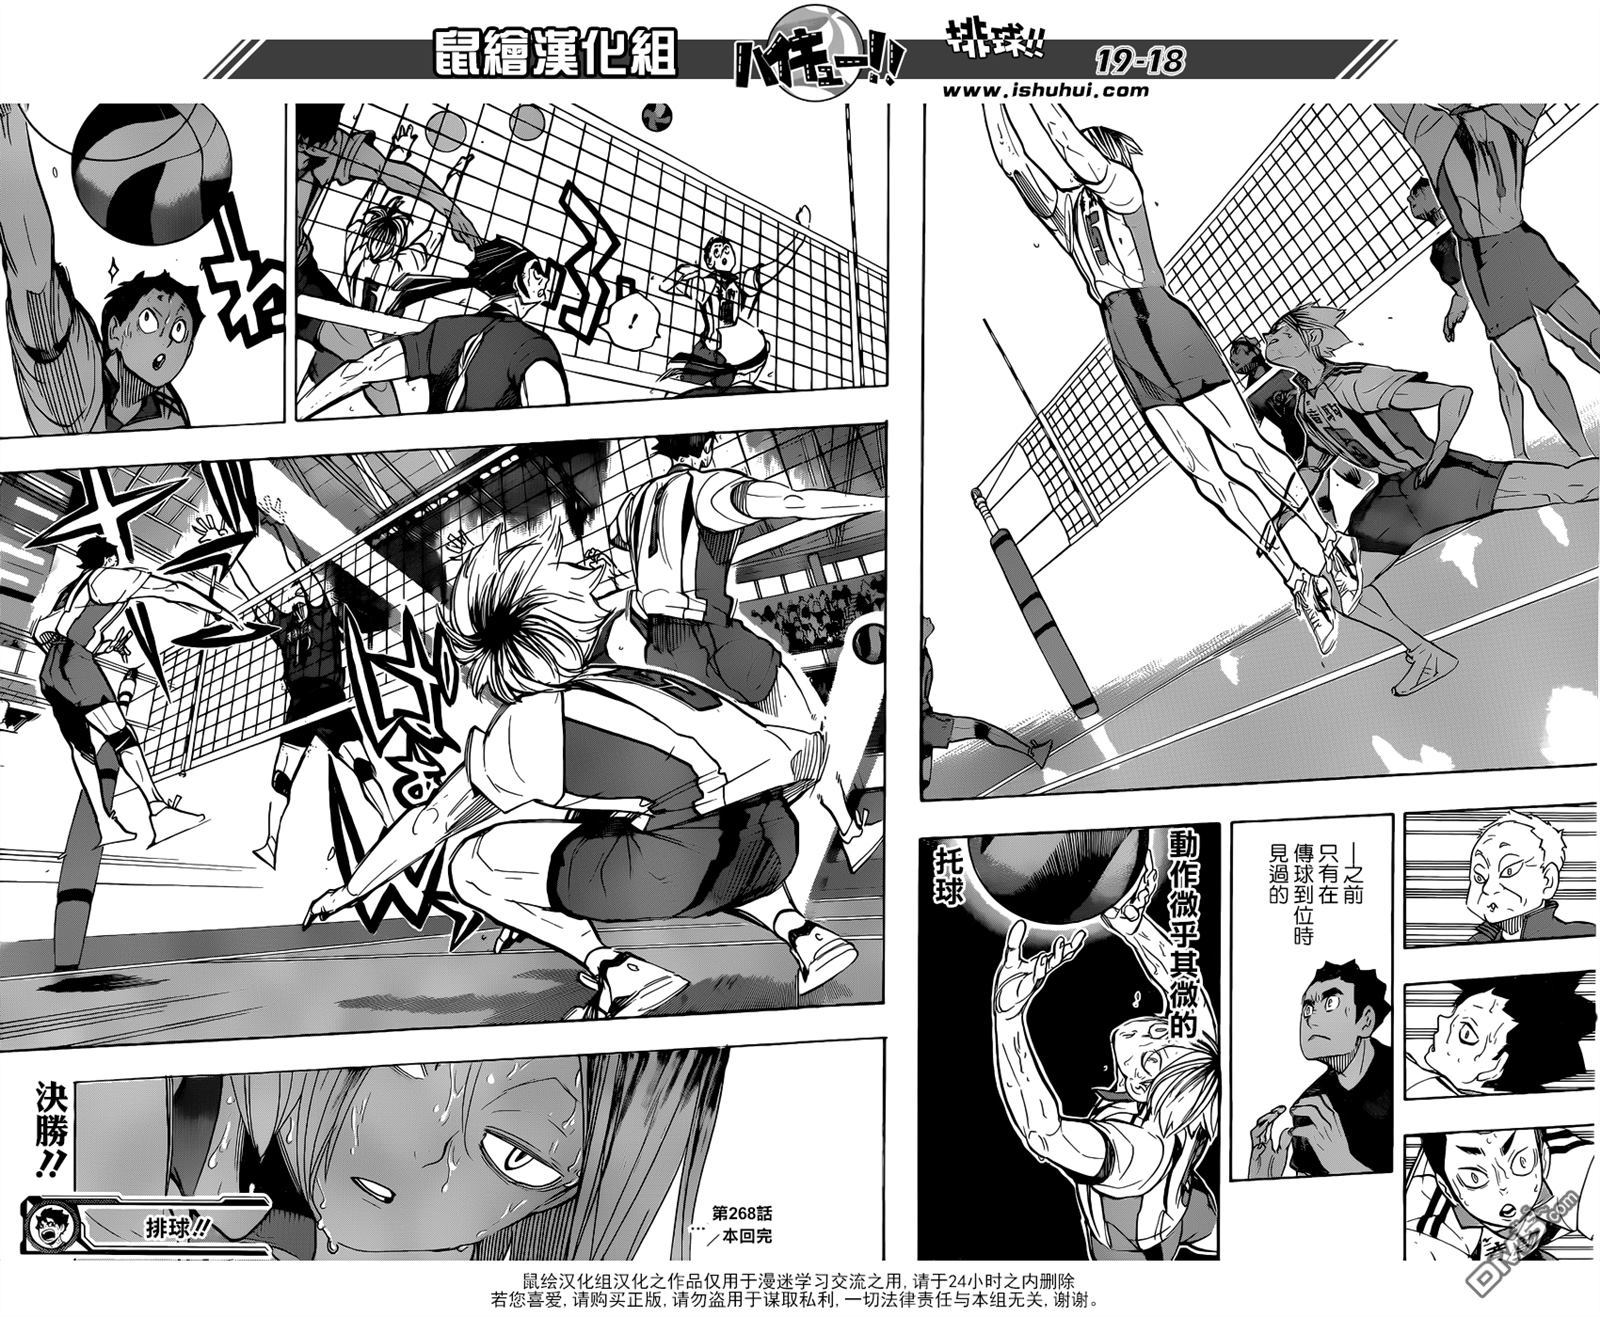 鼠繪漢化組
ハイキュー!!
排球!!
19-18
www.ishuhui.com
—之前
只有在
傳球到位時
見過的
動作微乎其微的
托球
!
決勝!!
排球!!
第268話
…／本回完
鼠绘汉化组汉化之作品仅用于漫迷学习交流之用,请于24小时之内删除
若您喜爱,请购买正版,请勿盗用于谋取私利,一切法律责任与本组无关,谢谢。